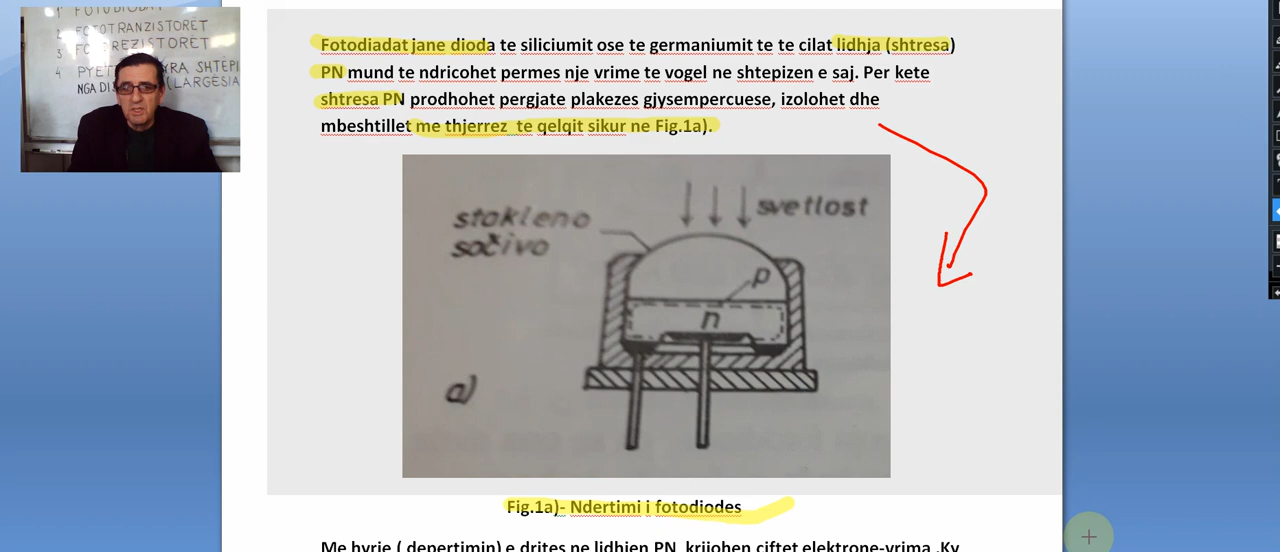 1 FOTODIODAT
2 FOTOTRANZISTORET
3 FOTOREZISTORET
4 PYET
SHTEPI
NGA
(LARGESIA
Fotodiadat jane dioda te siliciumit ose te germaniumit te te cilat lidhja (shtresa)
PN mund te ndricohet permes nje vrime te vogel ne shtepizen e saj. Per kete
shtresa PN prodhohet pergjate plakezes gjysempercuese, izolohet dhe
mbeshtillet me thjerrez te qelqit sikur ne Fig.1a).
stakleno
sočivo
svetlost
p
n
a)
Fig.1a)- Ndertimi i fotodiodes
Me hyrje ( depertimin) e drites ne lidhjen PN krijohen ciftet elektrone-vrima .Ky